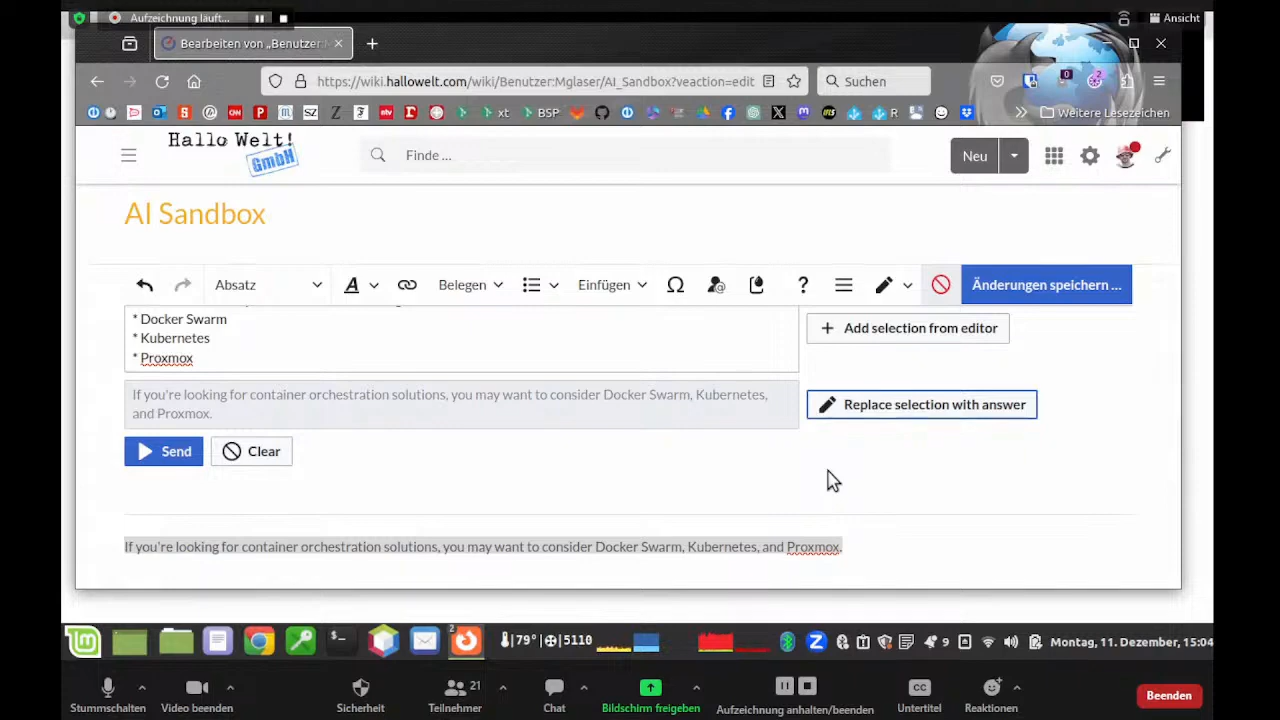 Aufzeichnung läuft...
Ansicht
Bearbeiten von „Benutzer:M
https://wiki.hallowelt.com/wiki/Benutzer:Mglaser/AI_Sandbox?veaction=edit
Suchen
xt
BSP
R
Weitere Lesezeichen
Hallo Welt!
GmbH
Finde ...
Neu
AI Sandbox
Absatz
Belegen
Einfügen
Änderungen speichern ...
* Docker Swarm
* Kubernetes
* Proxmox
Add selection from editor
If you're looking for container orchestration solutions, you may want to consider Docker Swarm, Kubernetes,
and Proxmox.
Replace selection with answer
Send
Clear
If you're looking for container orchestration solutions, you may want to consider Docker Swarm, Kubernetes, and Proxmox.
79° 5110
9
Montag, 11. Dezember, 15:04
Stummschalten
Video beenden
Sicherheit
21
Teilnehmer
Chat
Bildschirm freigeben
Aufzeichnung anhalten/beenden
CC
Untertitel
Reaktionen
Beenden